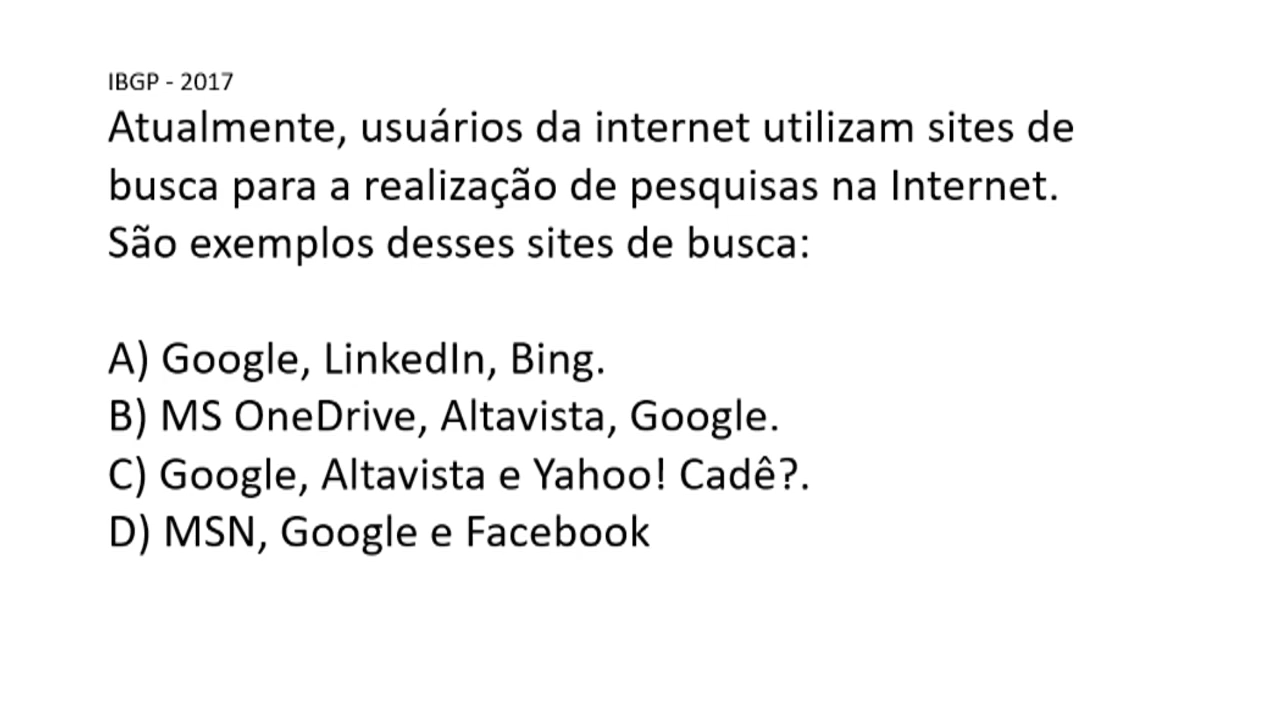 IBGP - 2017
Atualmente, usuários da internet utilizam sites de
busca para a realização de pesquisas na Internet.
São exemplos desses sites de busca:
A) Google, LinkedIn, Bing.
B) MS OneDrive, Altavista, Google.
C) Google, Altavista e Yahoo! Cadê?.
D) MSN, Google e Facebook